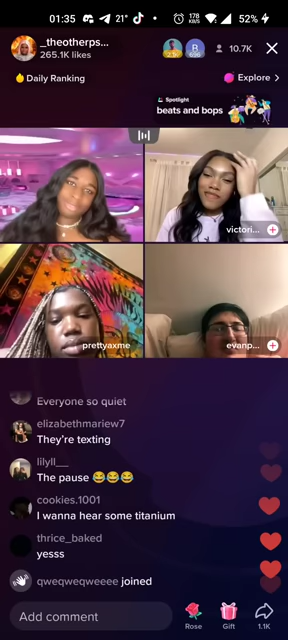 01:35
21°
178
KB/S
52%
_theotherps...
265.1K likes
R
696
10.7K
Daily Ranking
Explore >
Spotlight
beats and bops
victori...
prettyaxme
evanp...
Everyone so quiet
elizabethmariew7
They're texting
lilyll__
The pause 😂😂😂
cookies.1001
I wanna hear some titanium
thrice_baked
yesss
qweqweqweeee joined
Add comment
Rose
Gift
1.1K